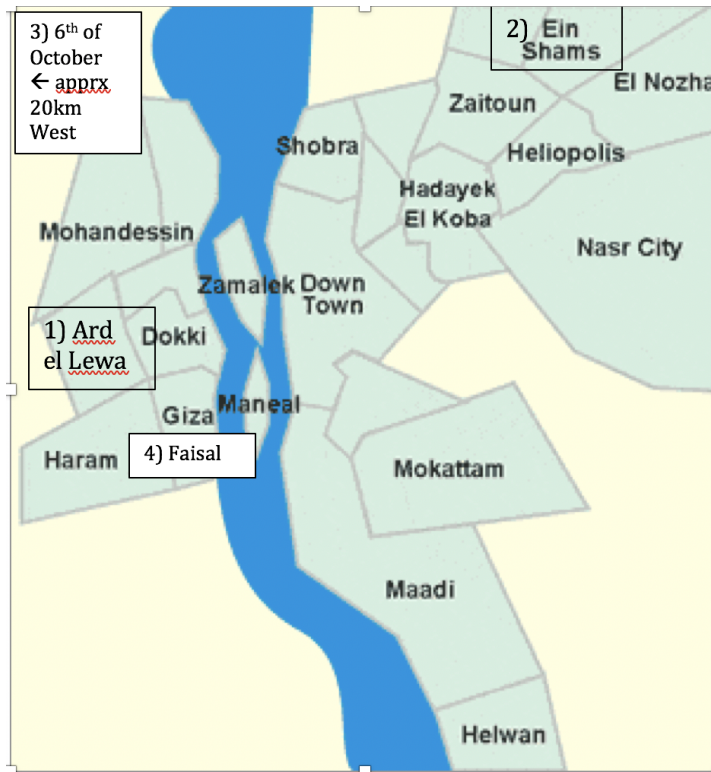 3) 6th of
October
← apprx
20km
West
2) Ein
Shams
El Nozha
Zaitoun
Shobra
Heliopolis
Hadayek
El Koba
Mohandessin
Nasr City
Zamalek
Down
Town
1) Ard
el Lewa
Dokki
Maneal
Giza
4) Faisal
Haram
Mokattam
Maadi
Helwan